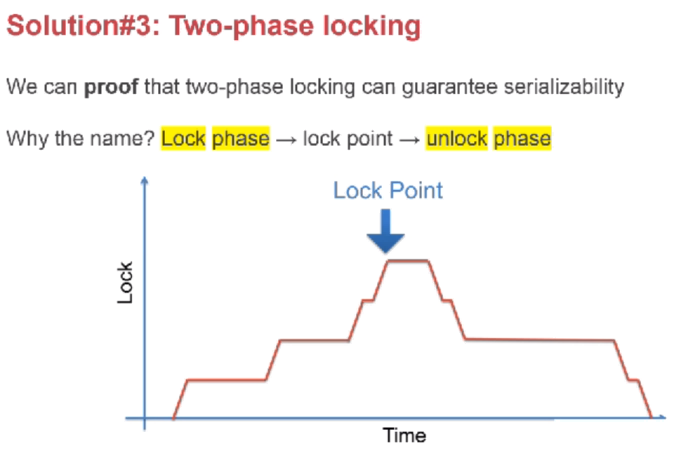 Solution#3: Two-phase locking
We can proof that two-phase locking can guarantee serializability
Why the name? Lock phase → lock point → unlock phase
Lock Point
Lock
Time